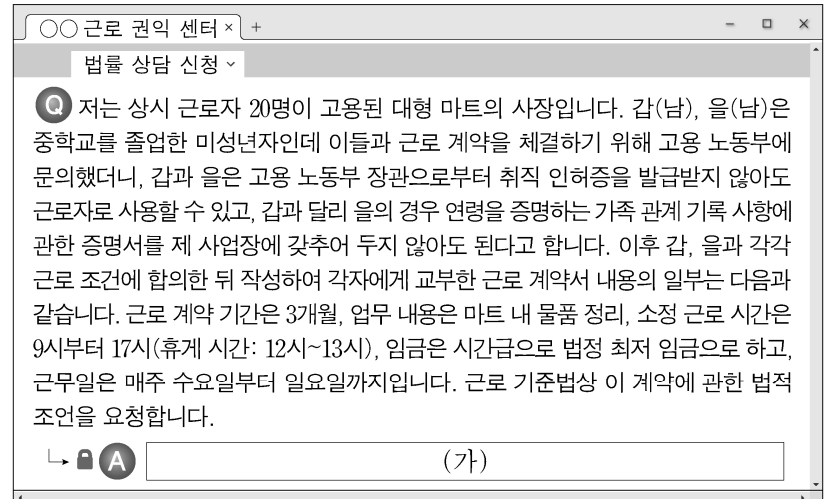 ○○ 근로 권익 센터 × + － □ ×
법률 상담 신청
Q 저는 상시 근로자 20명이 고용된 대형 마트의 사장입니다. 갑(남), 을(남)은
중학교를 졸업한 미성년자인데 이들과 근로 계약을 체결하기 위해 고용 노동부에
문의했더니, 갑과 을은 고용 노동부 장관으로부터 취직 인허증을 발급받지 않아도
근로자로 사용할 수 있고, 갑과 달리 을의 경우 연령을 증명하는 가족 관계 기록 사항에
관한 증명서를 제 사업장에 갖추어 두지 않아도 된다고 합니다. 이후 갑, 을과 각각
근로 조건에 합의한 뒤 작성하여 각자에게 교부한 근로 계약서 내용의 일부는 다음과
같습니다. 근로 계약 기간은 3개월, 업무 내용은 마트 내 물품 정리, 소정 근로 시간은
9시부터 17시(휴게 시간: 12시~13시), 임금은 시간급으로 법정 최저 임금으로 하고,
근무일은 매주 수요일부터 일요일까지입니다. 근로 기준법상 이 계약에 관한 법적
조언을 요청합니다.
A (가)